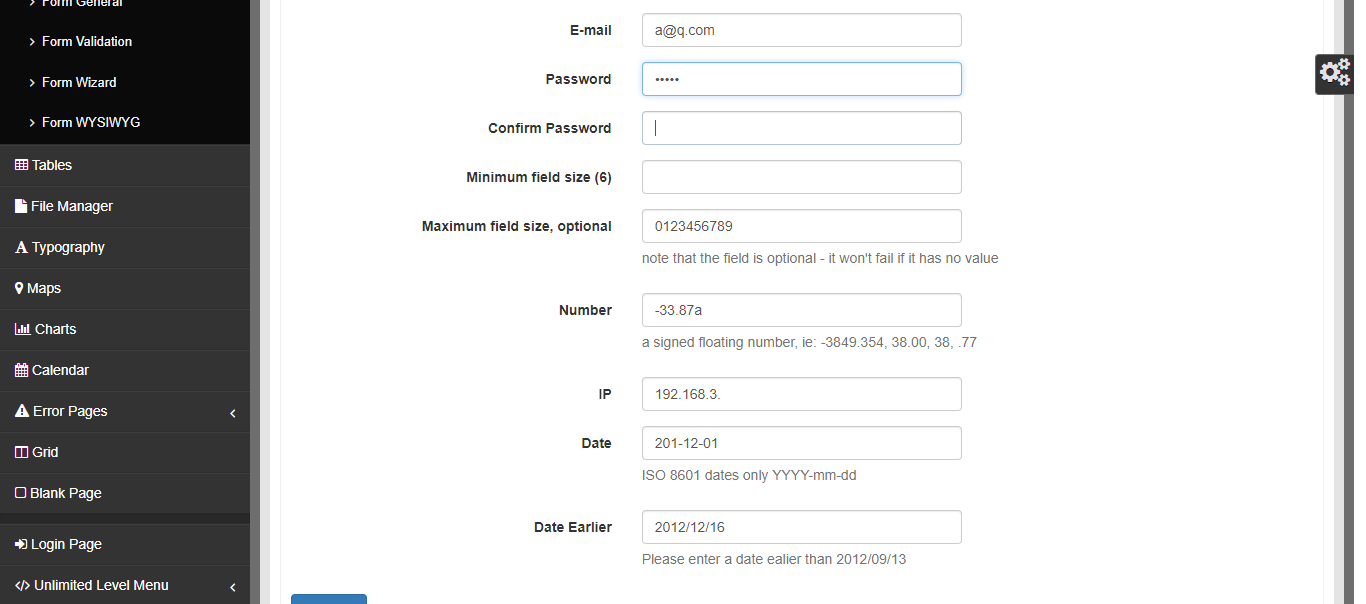 Form General
Form Validation
Form Wizard
Form WYSIWYG
Tables
File Manager
Typography
Maps
Charts
Calendar
Error Pages
Grid
Blank Page
Login Page
Unlimited Level Menu
E-mail a@q.com
Password •••••
Confirm Password
Minimum field size (6)
Maximum field size, optional 0123456789
note that the field is optional - it won't fail if it has no value
Number -33.87a
a signed floating number, ie: -3849.354, 38.00, 38, .77
IP 192.168.3.
Date 201-12-01
ISO 8601 dates only YYYY-mm-dd
Date Earlier 2012/12/16
Please enter a date ealier than 2012/09/13